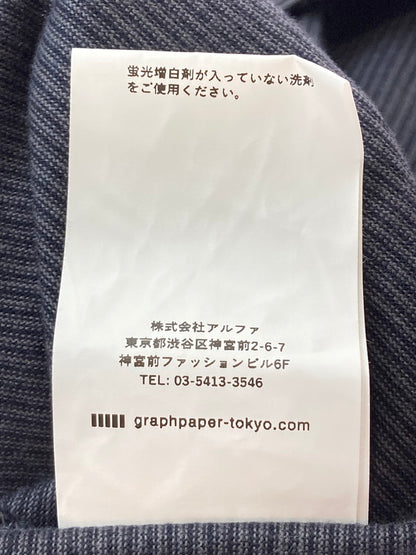 蛍光増白剤が入っていない洗剤
をご使用ください。
株式会社アルファ
東京都渋谷区神宮前2-6-7
神宮前ファッションビル6F
TEL: 03-5413-3546
graphpaper-tokyo.com